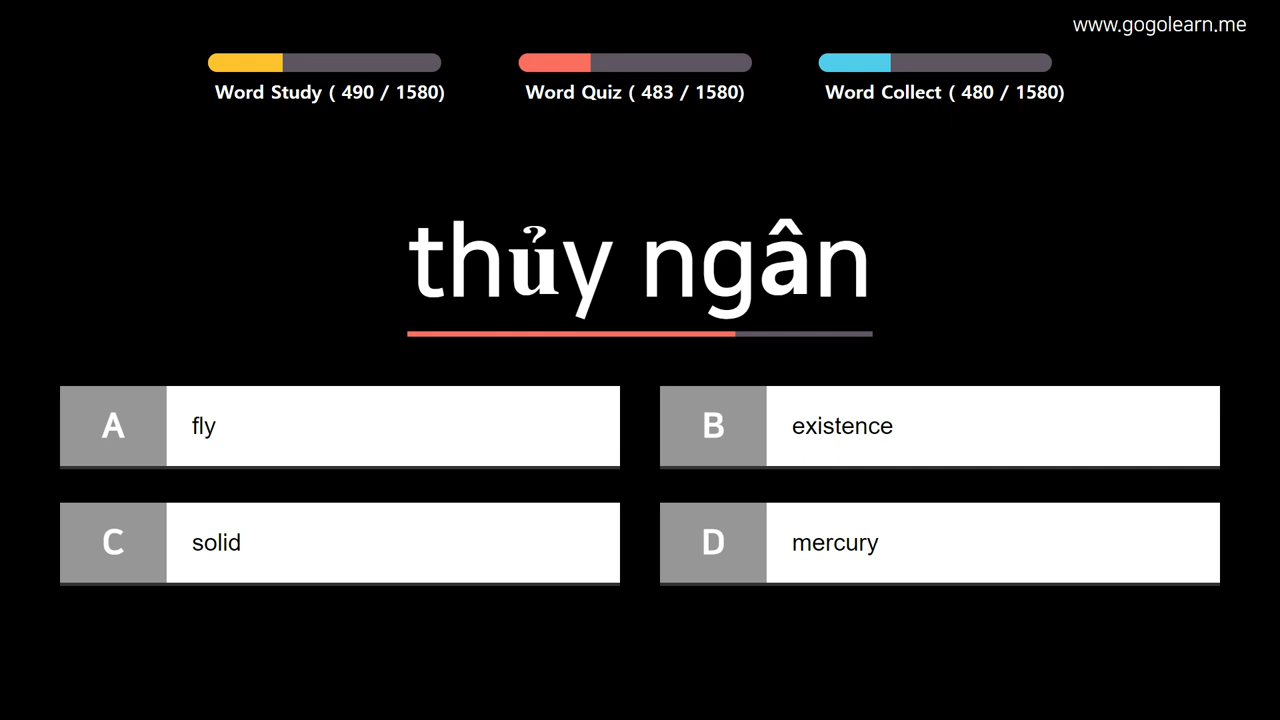 www.gogolearn.me
Word Study ( 490 / 1580)
Word Quiz ( 483 / 1580)
Word Collect ( 480 / 1580)
thủy ngân
A fly
B existence
C solid
D mercury